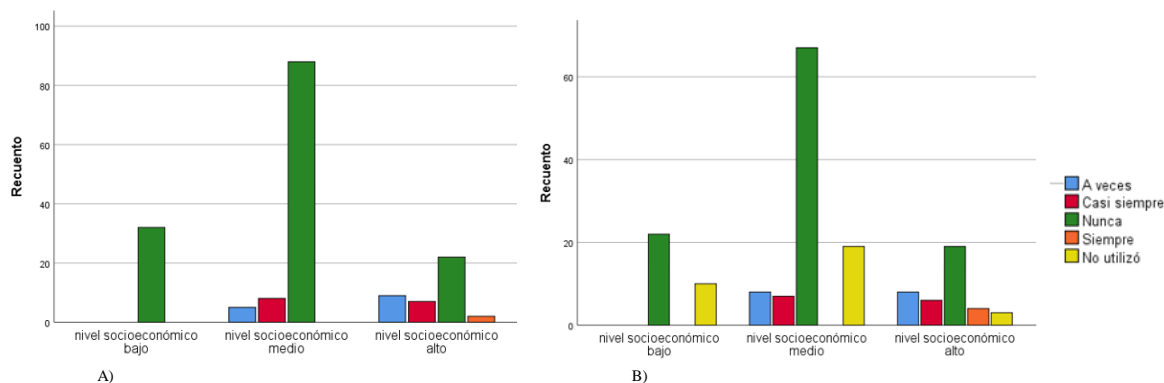 100
80
60
40
20
0
Recuento
nivel socioeconómico
bajo
nivel socioeconómico
medio
nivel socioeconómico
alto
A)
60
40
20
0
Recuento
nivel socioeconómico
bajo
nivel socioeconómico
medio
nivel socioeconómico
alto
B)
A veces
Casi siempre
Nunca
Siempre
No utilizó